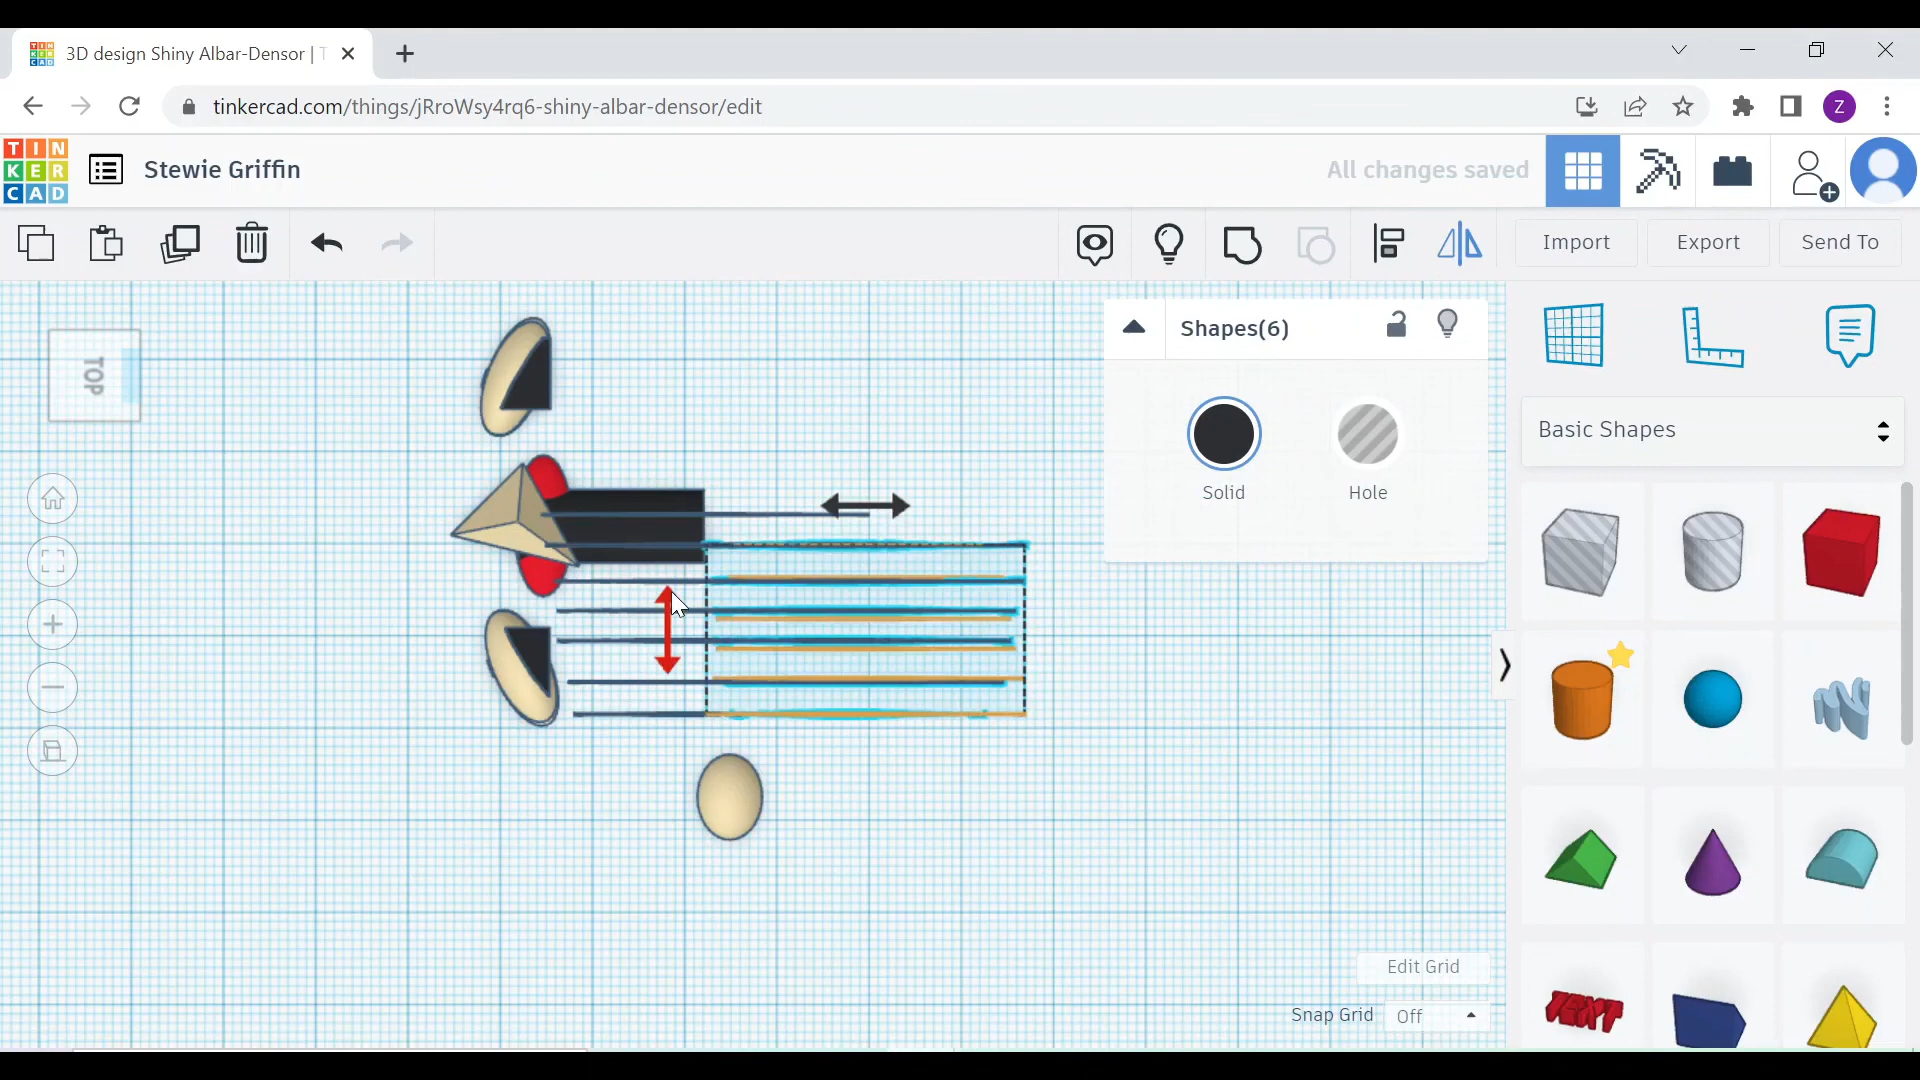 3D design Shiny Albar-Densor | T
tinkercad.com/things/jRroWsy4rq6-shiny-albar-densor/edit
Z
TIN
KER
CAD
Stewie Griffin
All changes saved
Import
Export
Send To
TOP
Shapes(6)
Solid
Hole
Basic Shapes
TEXT
Edit Grid
Snap Grid
Off